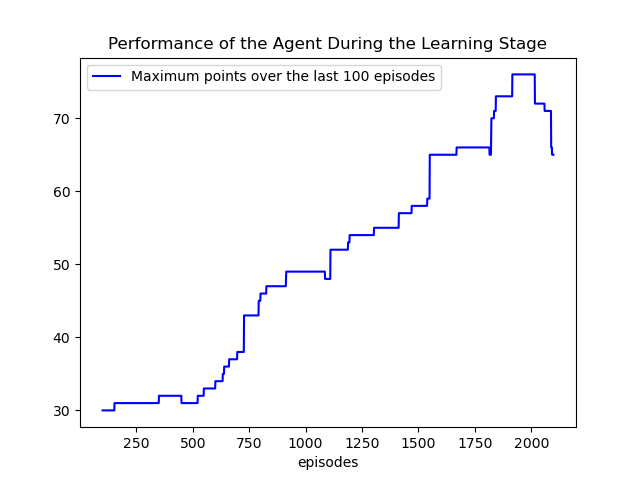 Performance of the Agent During the Learning Stage
Maximum points over the last 100 episodes
70
60
50
40
30
250 500 750 1000 1250 1500 1750 2000
episodes